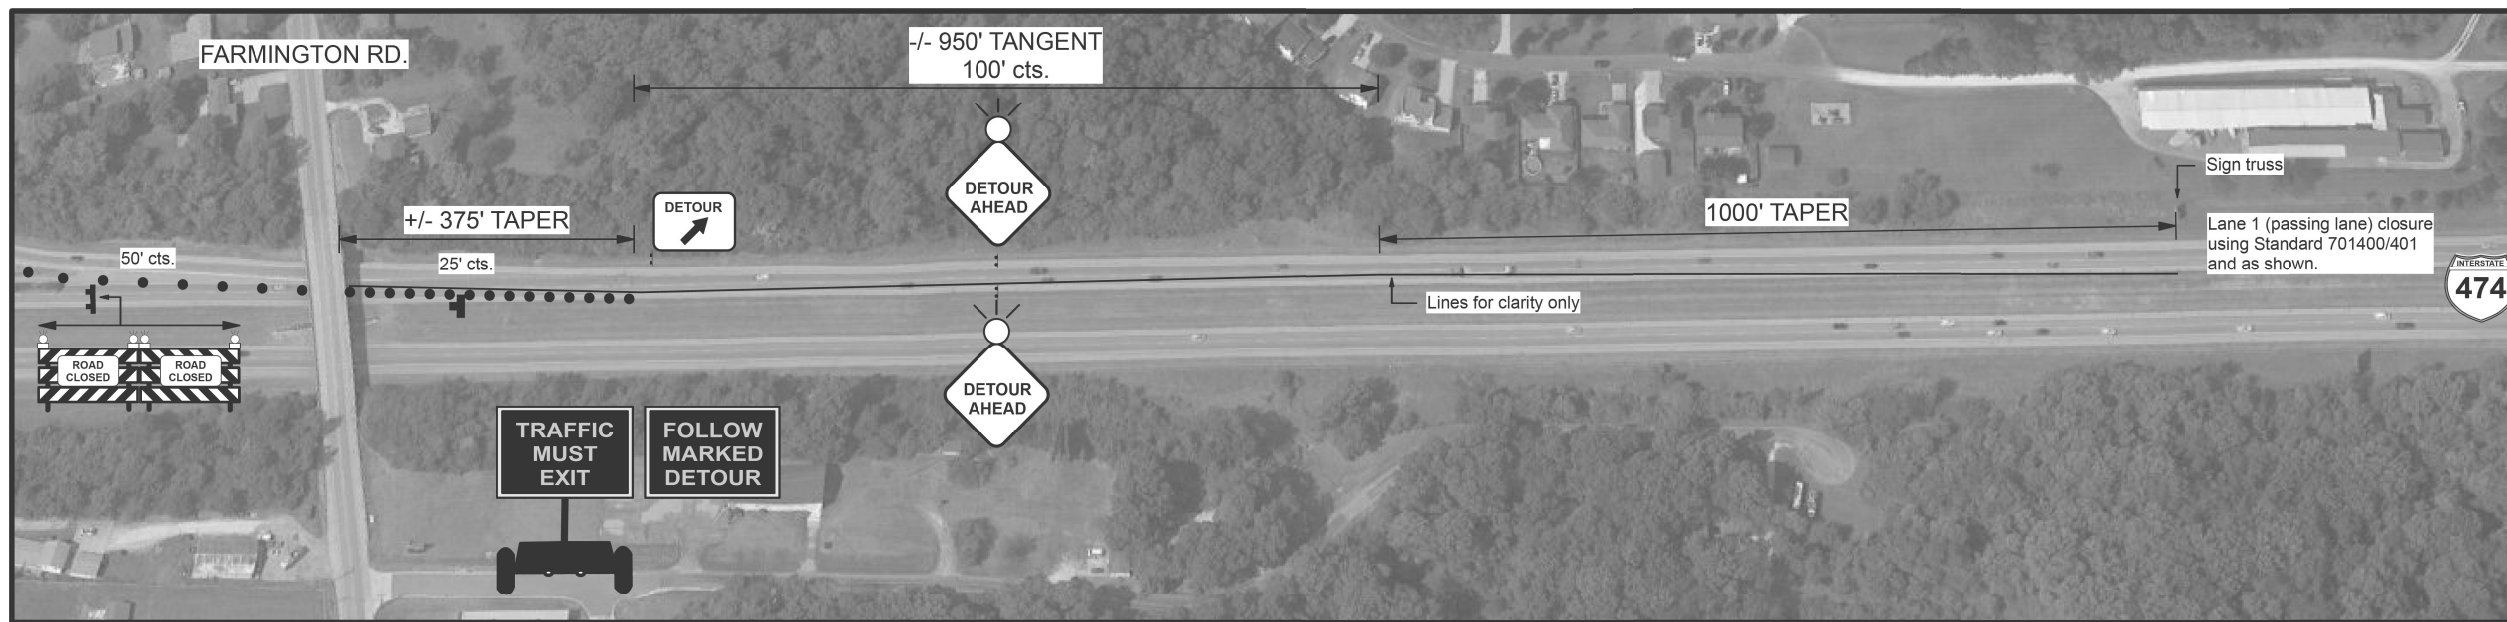 FARMINGTON RD.
-/- 950' TANGENT
100' cts.
Sign truss
DETOUR
+/- 375' TAPER
DETOUR
AHEAD
1000' TAPER
Lane 1 (passing lane) closure
using Standard 701400/401
and as shown.
50' cts.
25' cts.
INTERSTATE
474
Lines for clarity only
ROAD
CLOSED
ROAD
CLOSED
DETOUR
AHEAD
TRAFFIC
MUST
EXIT
FOLLOW
MARKED
DETOUR